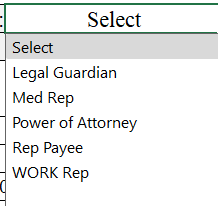 Select
Select
Legal Guardian
Med Rep
Power of Attorney
Rep Payee
WORK Rep